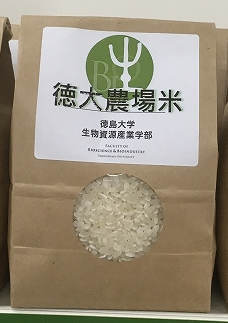 徳大農場米
徳島大学
生物資源産業学部
FACULTY OF
BIOSCIENCE & BIOINDUSTRY
TOKUSHIMA UNIVERSITY